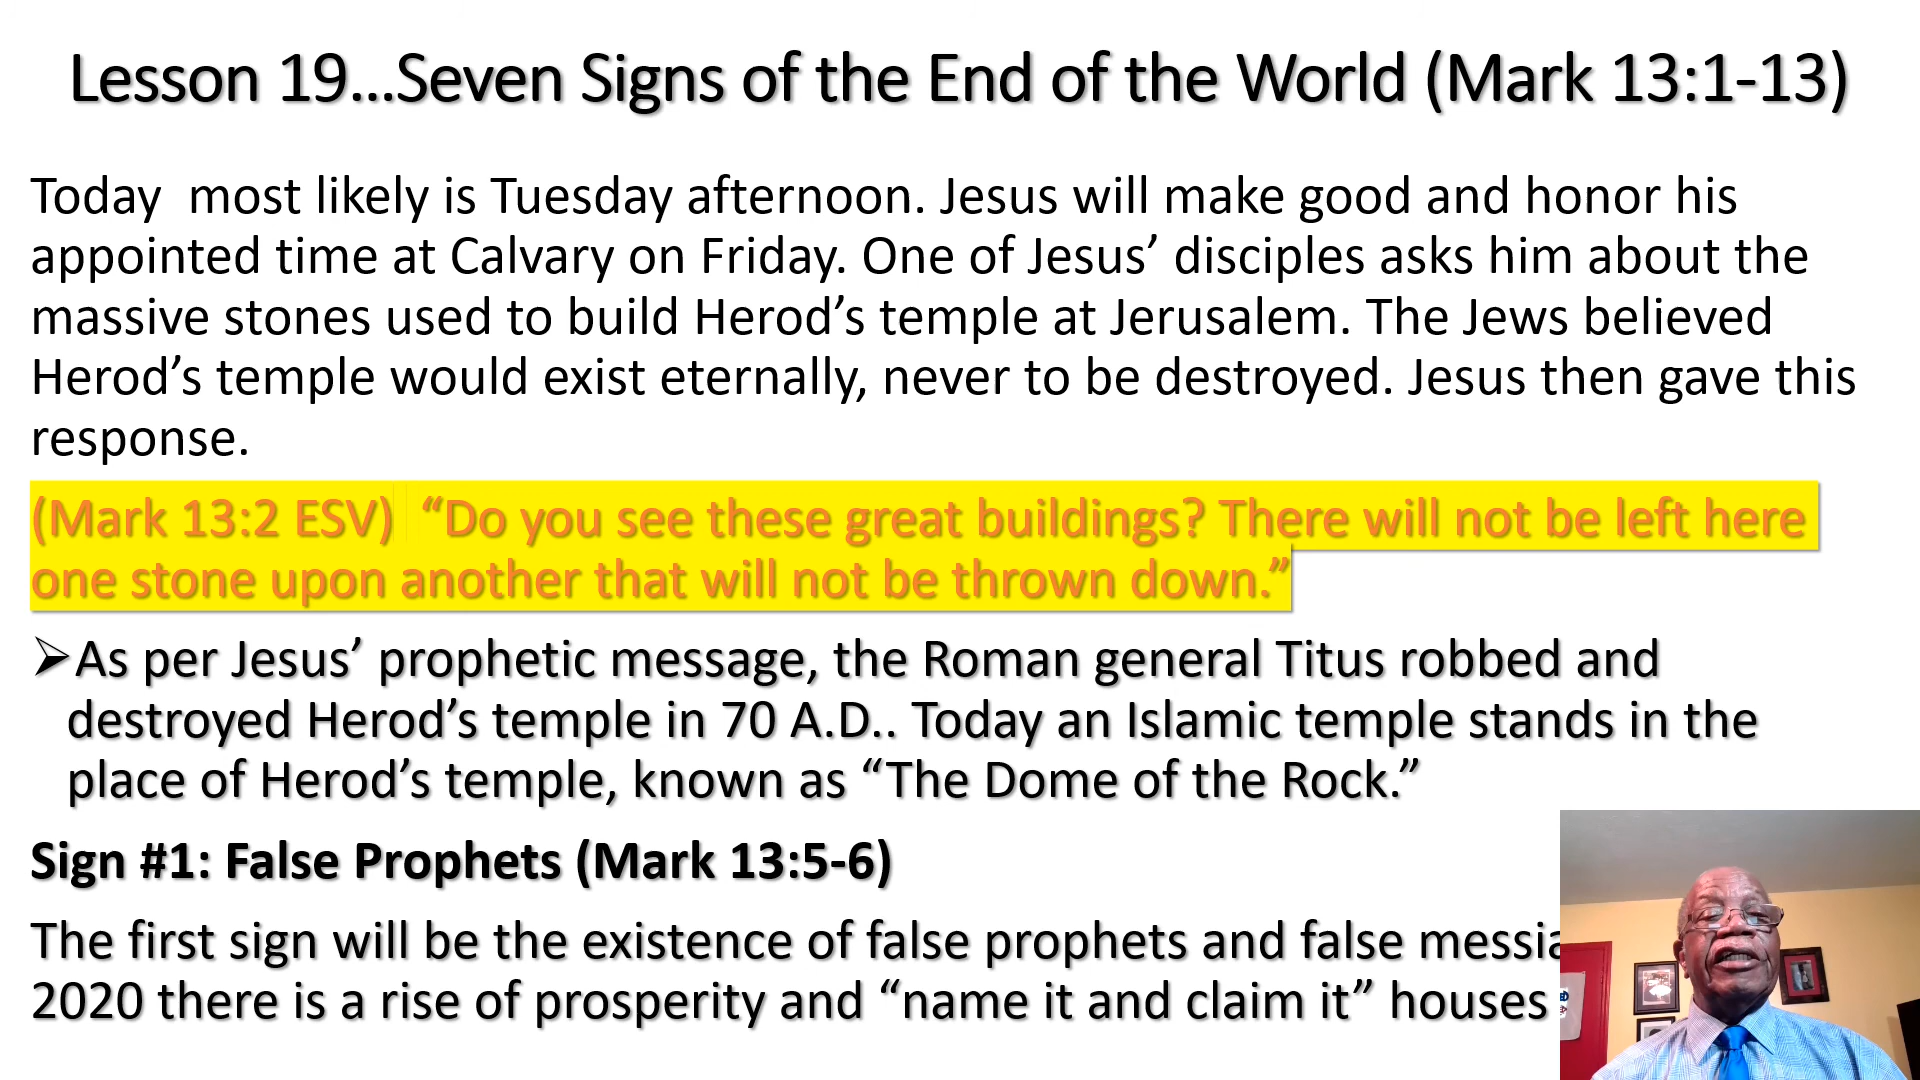 Lesson 19...Seven Signs of the End of the World (Mark 13:1-13)
Today  most likely is Tuesday afternoon. Jesus will make good and honor his
appointed time at Calvary on Friday. One of Jesus’ disciples asks him about the
massive stones used to build Herod’s temple at Jerusalem. The Jews believed
Herod’s temple would exist eternally, never to be destroyed. Jesus then gave this
response.
(Mark 13:2 ESV)  “Do you see these great buildings? There will not be left here
one stone upon another that will not be thrown down.”
➢As per Jesus’ prophetic message, the Roman general Titus robbed and
destroyed Herod’s temple in 70 A.D.. Today an Islamic temple stands in the
place of Herod’s temple, known as “The Dome of the Rock.”
Sign #1: False Prophets (Mark 13:5-6)
The first sign will be the existence of false prophets and false messia
2020 there is a rise of prosperity and “name it and claim it” houses